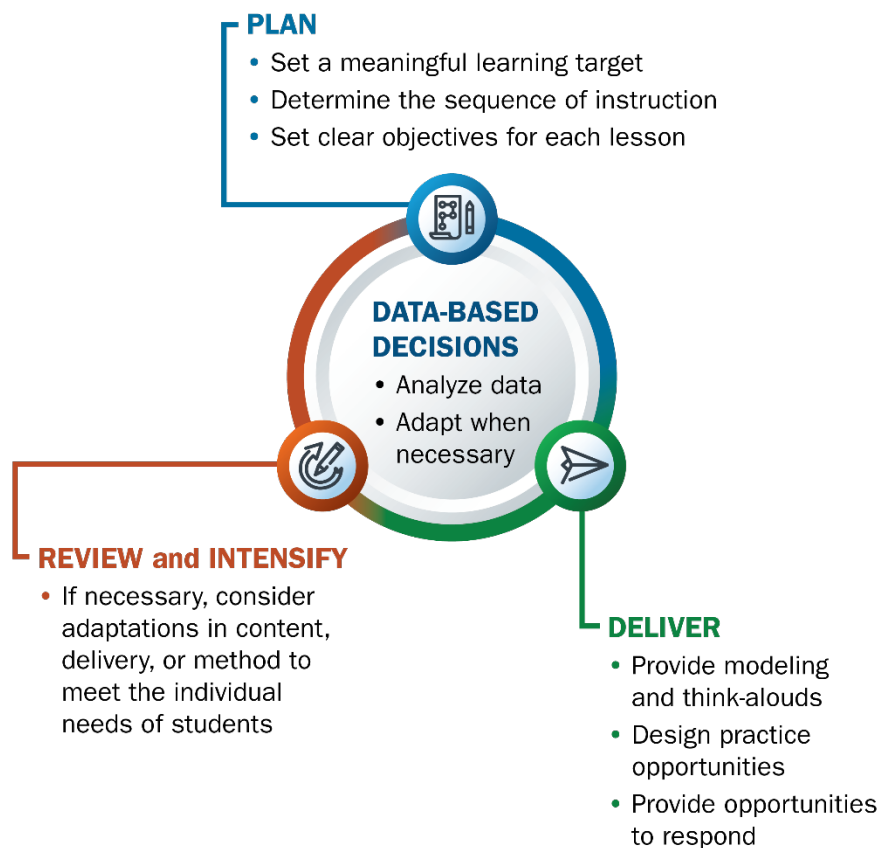 PLAN
• Set a meaningful learning target
• Determine the sequence of instruction
• Set clear objectives for each lesson
DATA-BASED
DECISIONS
• Analyze data
• Adapt when
necessary
REVIEW and INTENSIFY
• If necessary, consider
adaptations in content,
delivery, or method to
meet the individual
needs of students
DELIVER
• Provide modeling
and think-alouds
• Design practice
opportunities
• Provide opportunities
to respond